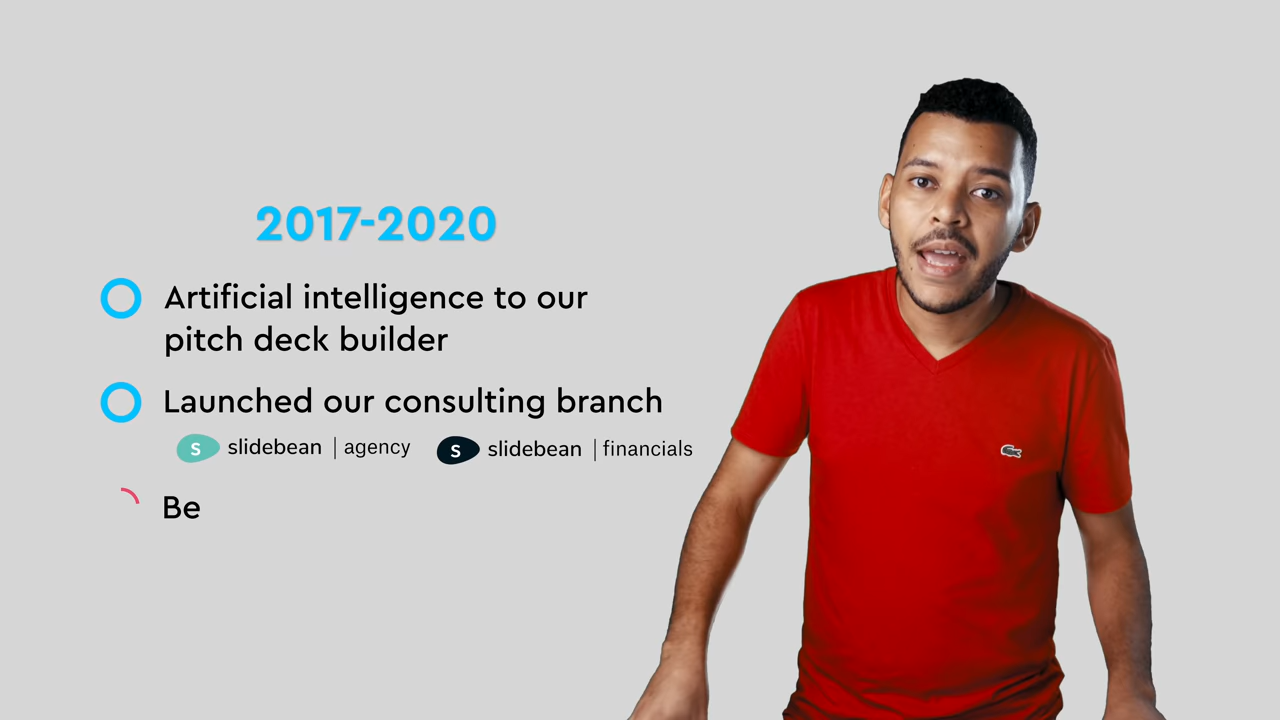 2017-2020
Artificial intelligence to our
pitch deck builder
Launched our consulting branch
s slidebean | agency s slidebean | financials
Be